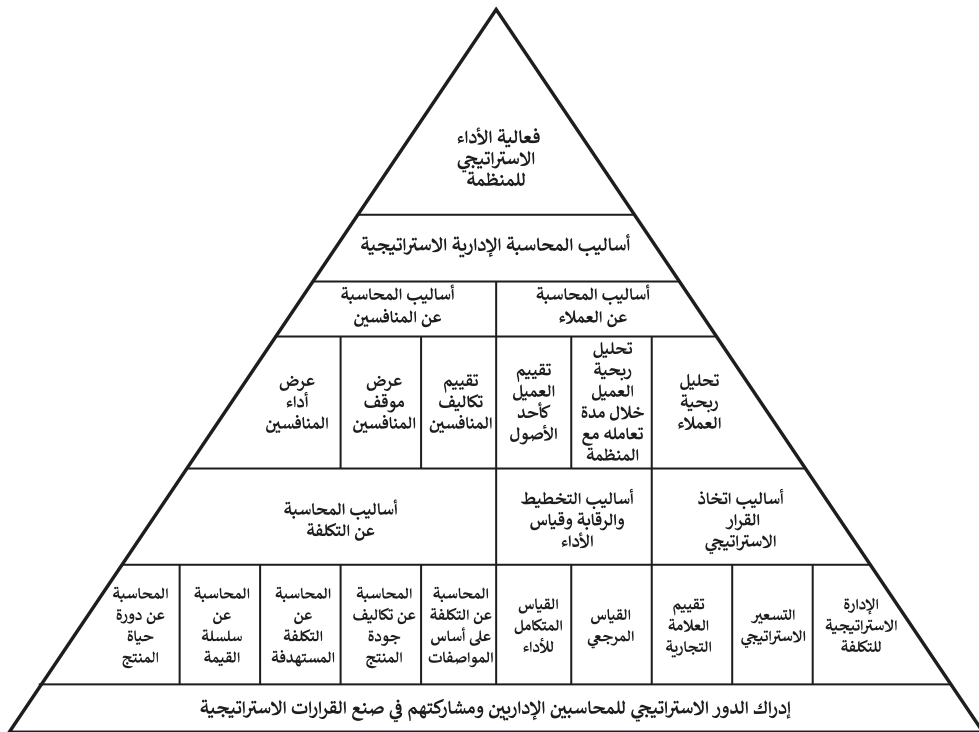 فعالية الأداء
الاستراتيجي
للمنظمة
أساليب المحاسبة الإدارية الاستراتيجية
أساليب المحاسبة
عن العملاء
أساليب المحاسبة
عن المنافسين
تحليل
ربحية
العملاء
تحليل
ربحية
العميل
خلال مدة
تعامله مع
المنظمة
تقييم
العميل
كأحد
الأصول
تقييم
تكاليف
المنافسين
عرض
موقف
المنافسين
عرض
أداء
المنافسين
أساليب اتخاذ
القرار
الاستراتيجي
أساليب التخطيط
والرقابة وقياس
الأداء
أساليب المحاسبة
عن التكلفة
الإدارة
الاستراتيجية
للتكلفة
التسعير
الاستراتيجي
تقييم
العلامة
التجارية
القياس
المرجعي
القياس
المتكامل
للأداء
المحاسبة
عن التكلفة
على أساس
المواصفات
المحاسبة
عن تكاليف
جودة
المنتج
المحاسبة
عن
التكلفة
المستهدفة
المحاسبة
عن
سلسلة
القيمة
المحاسبة
عن دورة
حياة
المنتج
إدراك الدور الاستراتيجي للمحاسبين الإداريين ومشاركتهم في صنع القرارات الاستراتيجية